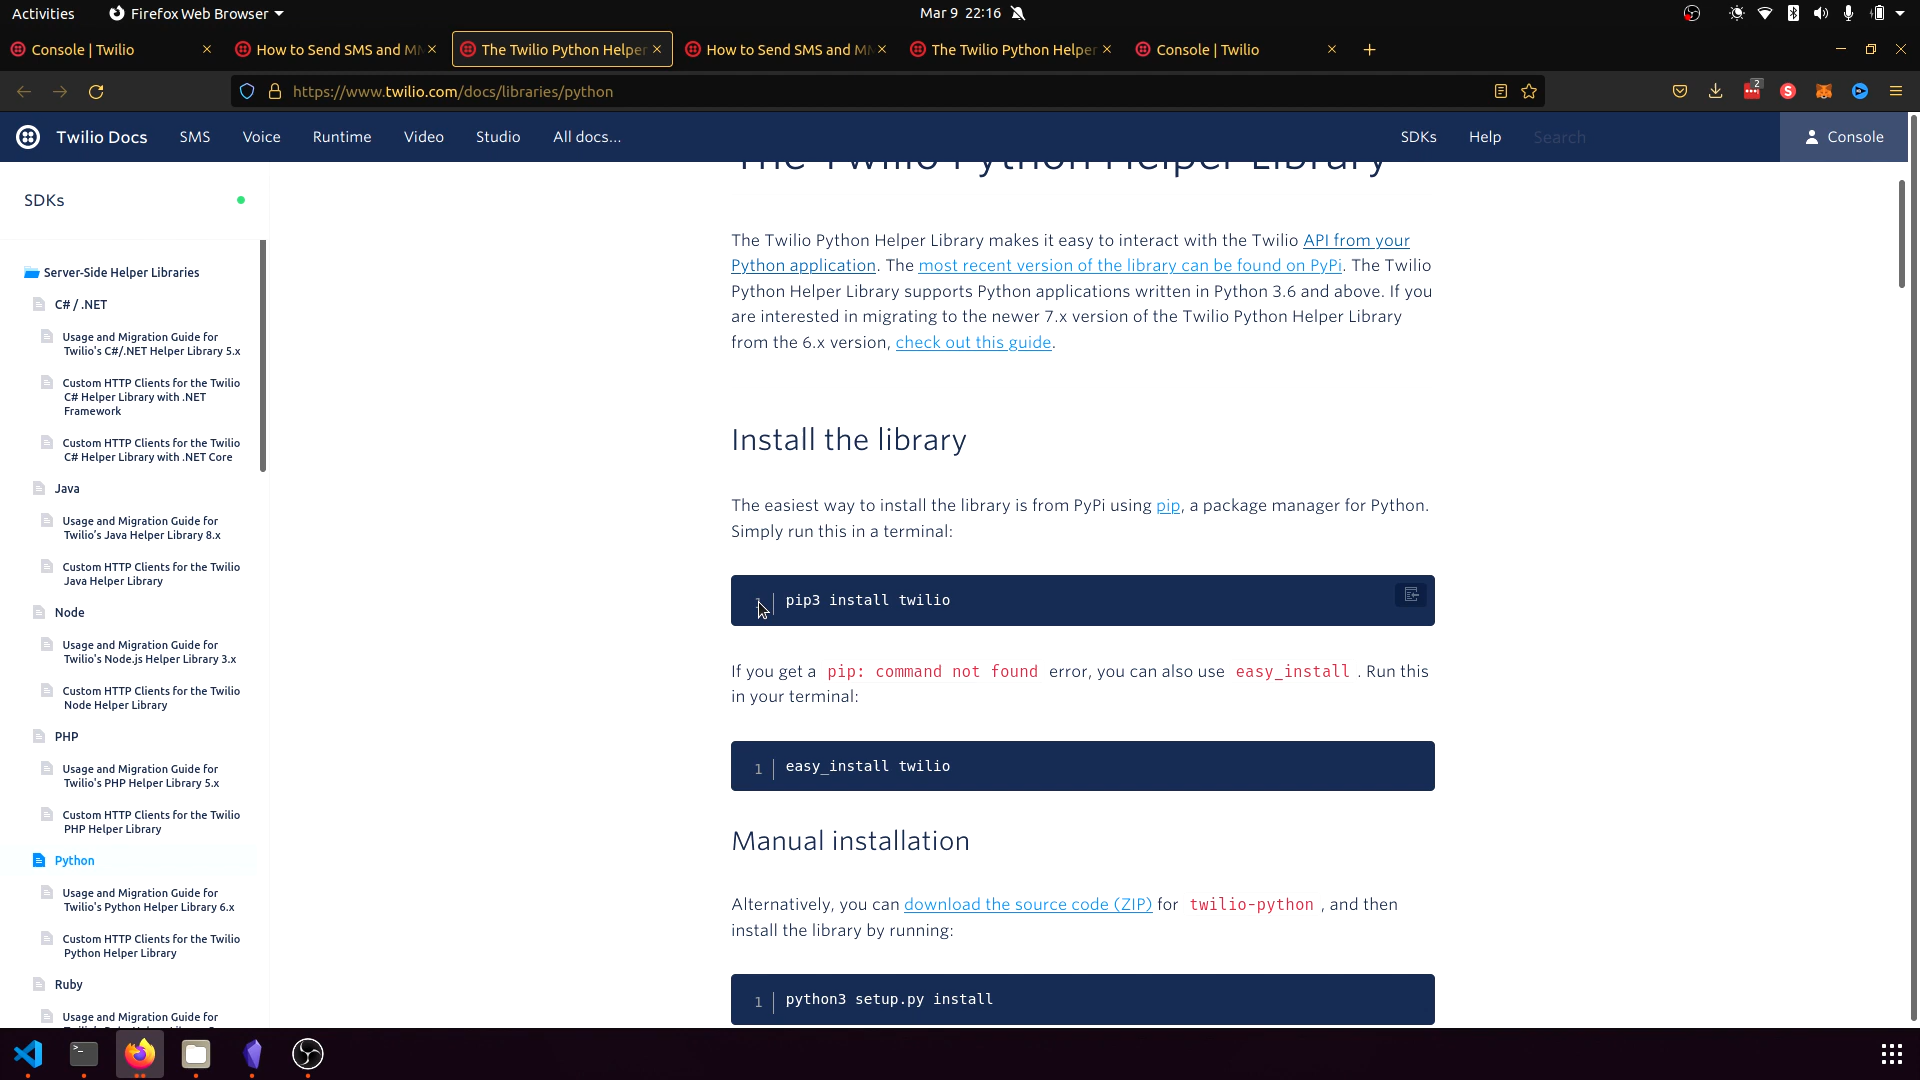 Activities
Firefox Web Browser
Mar 9 22:16
Console | Twilio
How to Send SMS and MM
The Twilio Python Helper
How to Send SMS and MM
The Twilio Python Helper
Console | Twilio
https://www.twilio.com/docs/libraries/python
2
S
Twilio Docs
SMS
Voice
Runtime
Video
Studio
All docs...
SDKs
Help
Search
Console
SDKs
Server-Side Helper Libraries
C# / .NET
Usage and Migration Guide for
Twilio's C#/.NET Helper Library 5.x
Custom HTTP Clients for the Twilio
C# Helper Library with .NET
Framework
Custom HTTP Clients for the Twilio
C# Helper Library with .NET Core
Java
Usage and Migration Guide for
Twilio’s Java Helper Library 8.x
Custom HTTP Clients for the Twilio
Java Helper Library
Node
Usage and Migration Guide for
Twilio's Node.js Helper Library 3.x
Custom HTTP Clients for the Twilio
Node Helper Library
PHP
Usage and Migration Guide for
Twilio's PHP Helper Library 5.x
Custom HTTP Clients for the Twilio
PHP Helper Library
Python
Usage and Migration Guide for
Twilio's Python Helper Library 6.x
Custom HTTP Clients for the Twilio
Python Helper Library
Ruby
Usage and Migration Guide for
The Twilio Python Helper Library
The Twilio Python Helper Library makes it easy to interact with the Twilio API from your
Python application. The most recent version of the library can be found on PyPi. The Twilio
Python Helper Library supports Python applications written in Python 3.6 and above. If you
are interested in migrating to the newer 7.x version of the Twilio Python Helper Library
from the 6.x version, check out this guide.
Install the library
The easiest way to install the library is from PyPi using pip, a package manager for Python.
Simply run this in a terminal:
1 pip3 install twilio
If you get a pip: command not found error, you can also use easy_install . Run this
in your terminal:
1 easy_install twilio
Manual installation
Alternatively, you can download the source code (ZIP) for twilio-python , and then
install the library by running:
1 python3 setup.py install